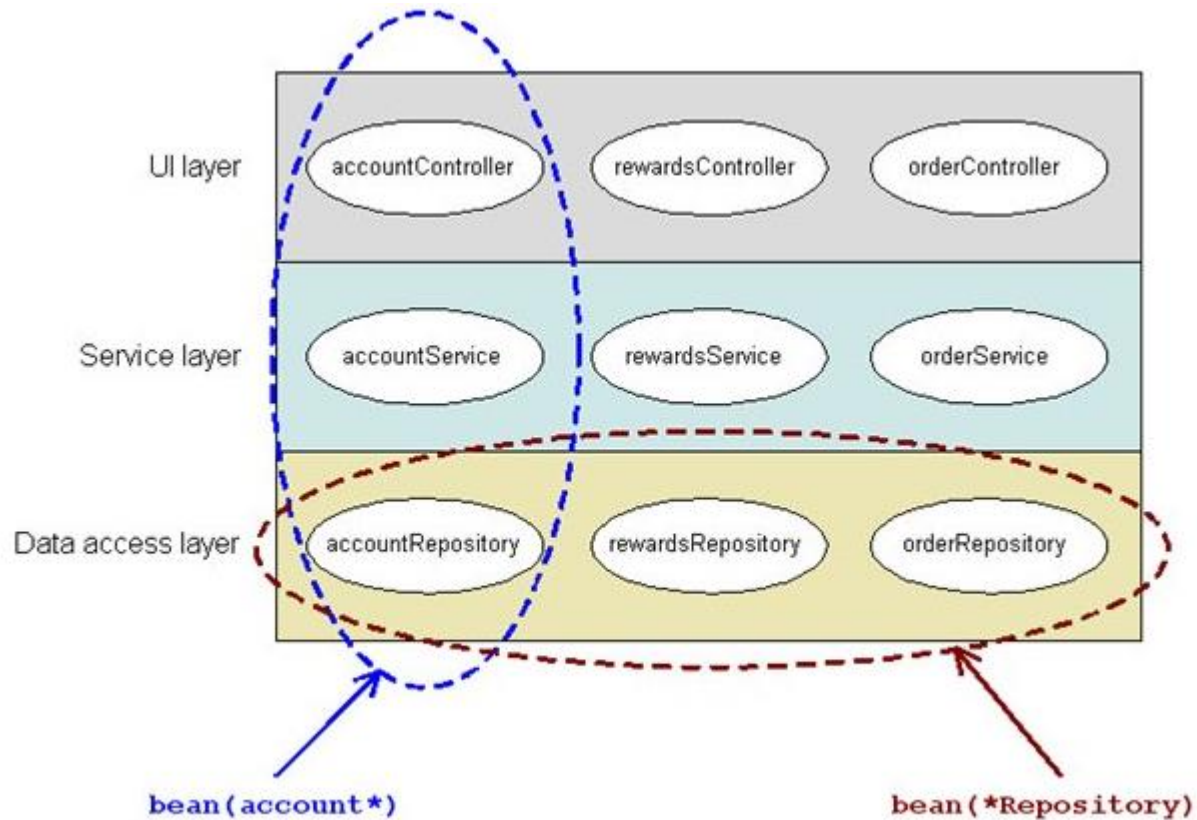 UI layer
accountController
rewardsController
orderController
Service layer
accountService
rewardsService
orderService
Data access layer
accountRepository
rewardsRepository
orderRepository
bean(account*)
bean(*Repository)